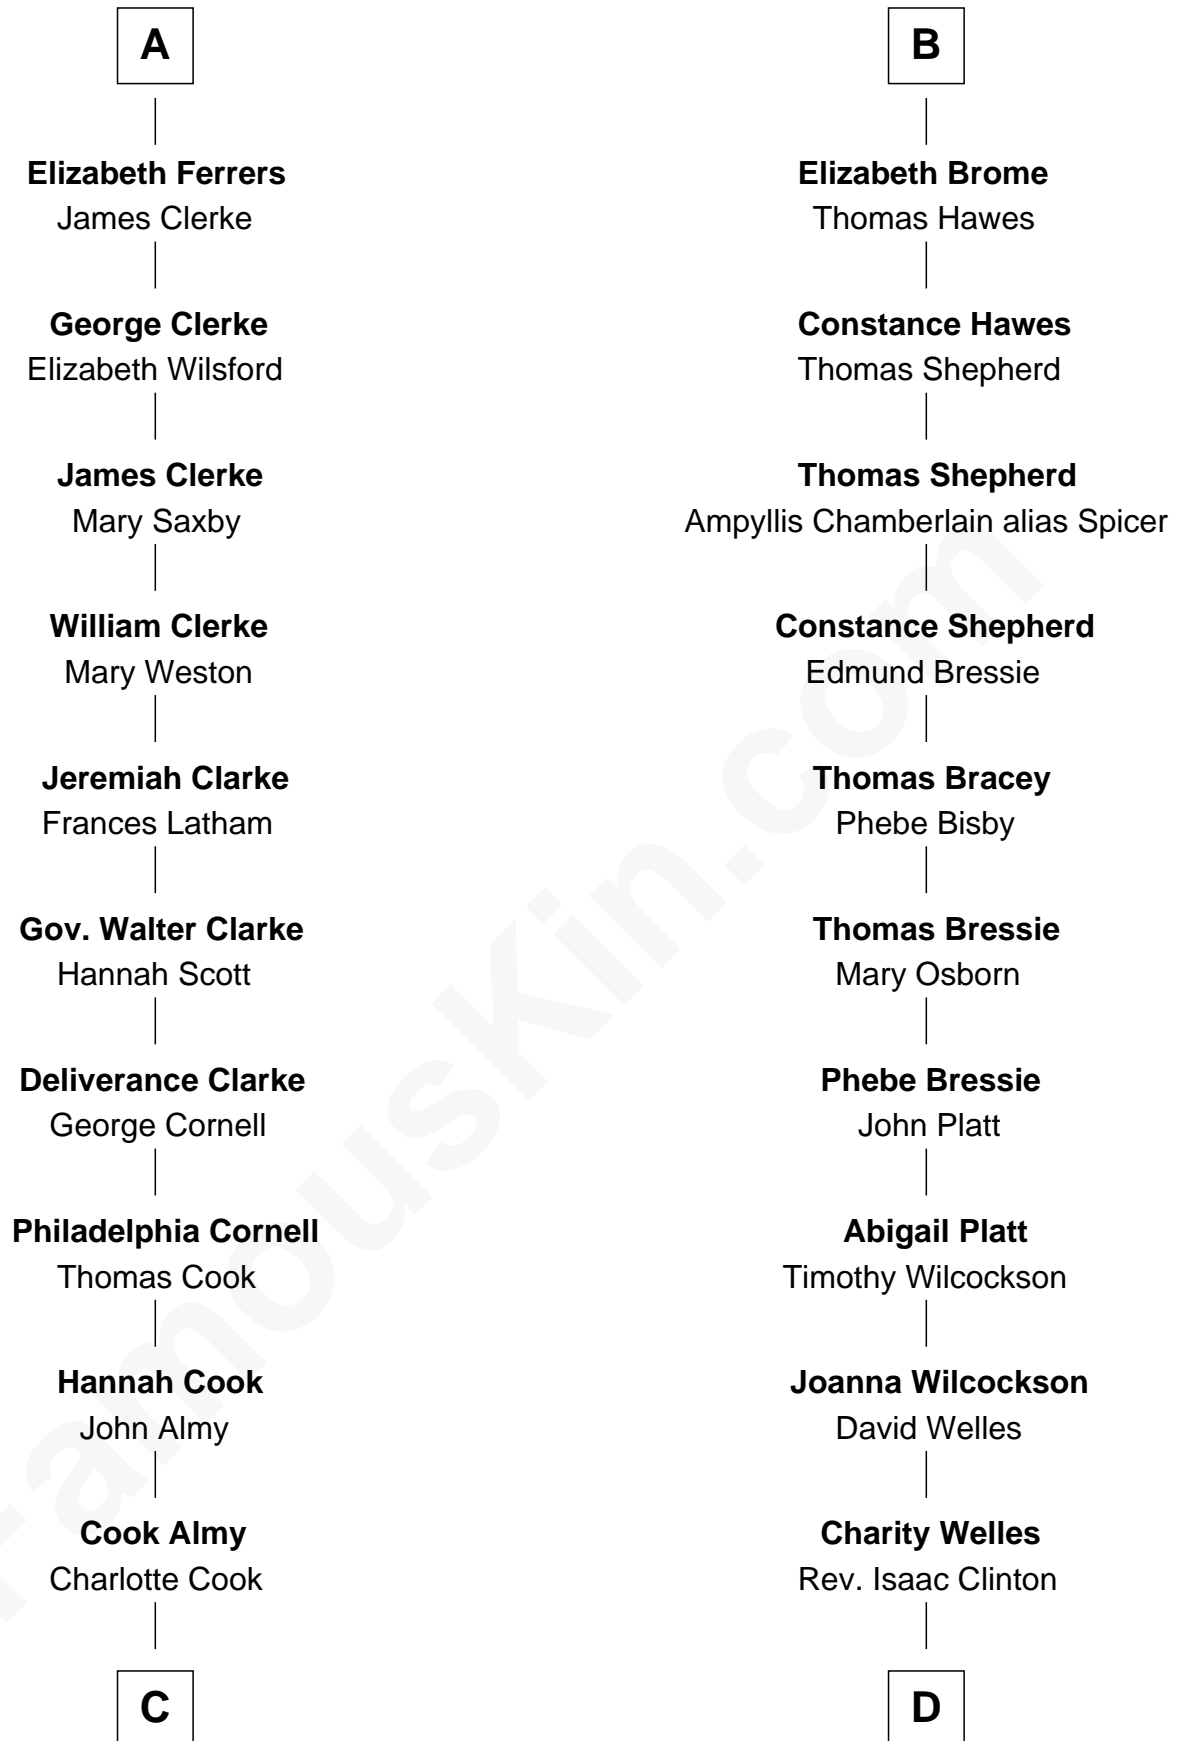 A
Elizabeth Ferrers
James Clerke
George Clerke
Elizabeth Wilsford
James Clerke
Mary Saxby
William Clerke
Mary Weston
Jeremiah Clarke
Frances Latham
Gov. Walter Clarke
Hannah Scott
Deliverance Clarke
George Cornell
Philadelphia Cornell
Thomas Cook
Hannah Cook
John Almy
Cook Almy
Charlotte Cook
C
B
Elizabeth Brome
Thomas Hawes
Constance Hawes
Thomas Shepherd
Thomas Shepherd
Ampyllis Chamberlain alias Spicer
Constance Shepherd
Edmund Bressie
Thomas Bracey
Phebe Bisby
Thomas Bressie
Mary Osborn
Phebe Bressie
John Platt
Abigail Platt
Timothy Wilcockson
Joanna Wilcockson
David Welles
Charity Welles
Rev. Isaac Clinton
D
FamousKin.com